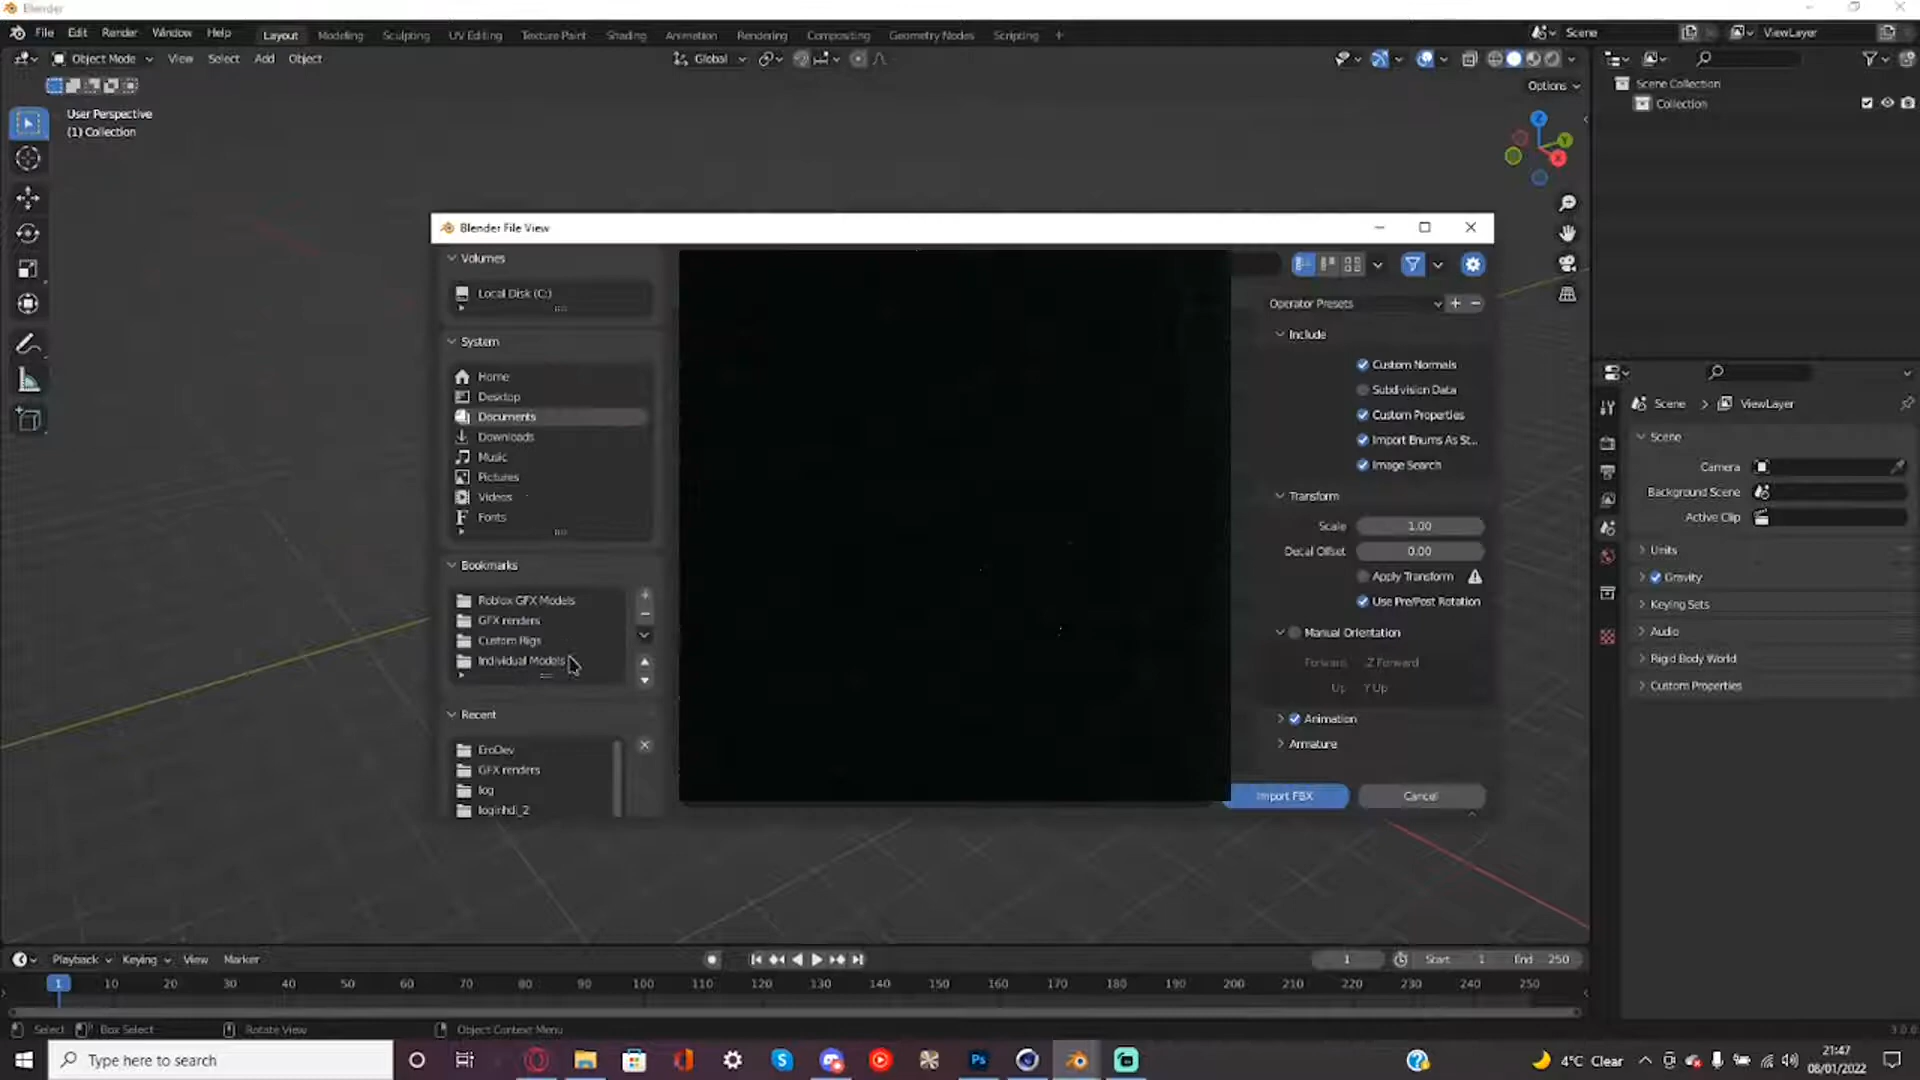 Blender
File Edit Render Window Help Layout Modeling Sculpting UV Editing Texture Paint Shading Animation Rendering Compositing Geometry Nodes Scripting + Scene ViewLayer
Object Mode View Select Add Object Global
Options
User Perspective
(1) Collection
Z
Y
X
Scene Collection
Collection
Blender File View
Volumes
Local Disk (C:)
System
Home
Desktop
Documents
Downloads
Music
Pictures
Videos
Fonts
Bookmarks
Roblox GFX Models
GFX renders
Custom Rigs
Individual Models
Recent
EroDev
GFX renders
log
Operator Presets
Include
Custom Normals
Subdivision Data
Custom Properties
Import Enums As St...
Image Search
Transform
Scale 1.00
Decal Offset 0.00
Apply Transform
Use Pre/Post Rotation
Manual Orientation
Forward -Z Forward
Up Y Up
Animation
Armature
Import FBX Cancel
Scene ViewLayer
Scene
Camera
Background Scene
Active Clip
Units
Gravity
Keying Sets
Audio
Rigid Body World
Custom Properties
Playback Keying View Marker 1 Start 1 End 250
1 10 20 30 40 50 60 70 80 90 100 110 120 130 140 150 160 170 180 190 200 210 220 230 240 250
Select Box Select Rotate View Object Context Menu 3.0.0
Type here to search Ps 4°C Clear 21:47
08/01/2022